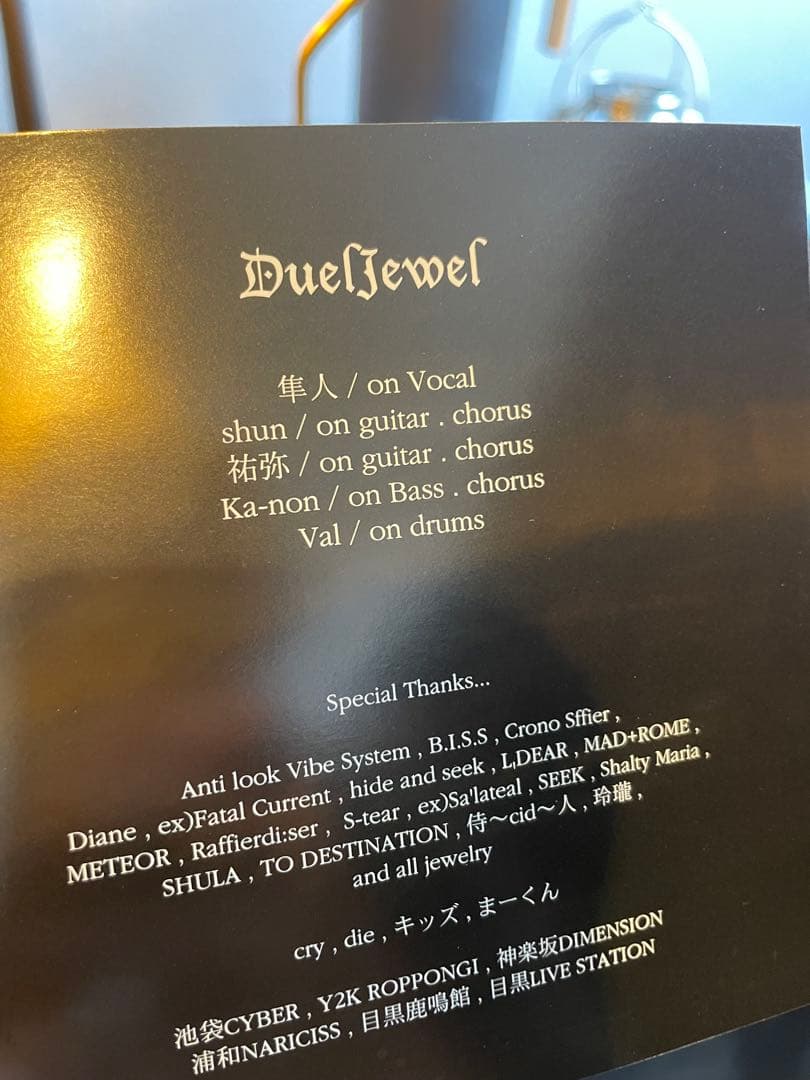 DuelJewel
隼人 / on Vocal
shun / on guitar . chorus
祐弥 / on guitar . chorus
Ka-non / on Bass . chorus
Val / on drums
Special Thanks...
Anti look Vibe System , B.I.S.S , Crono Sffier ,
Diane , ex)Fatal Current , hide and seek , L,DEAR , MAD+ROME ,
METEOR , Raffierdi:ser , S-tear , ex)Sa'lateal , SEEK , Shalty Maria ,
SHULA , TO DESTINATION , 侍〜cid〜人 , 玲瓏 ,
and all jewelry
cry , die , キッズ , まーくん
池袋CYBER , Y2K ROPPONGI , 神楽坂DIMENSION
浦和NARICISS , 目黒鹿鳴館 , 目黒LIVE STATION